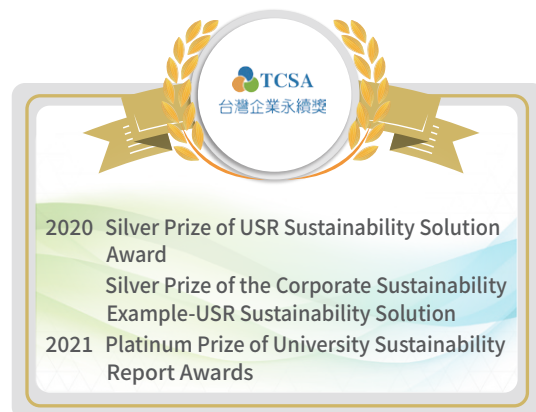 TCSA
台灣企業永續獎
2020 Silver Prize of USR Sustainability Solution
Award
Silver Prize of the Corporate Sustainability
Example-USR Sustainability Solution
2021 Platinum Prize of University Sustainability
Report Awards